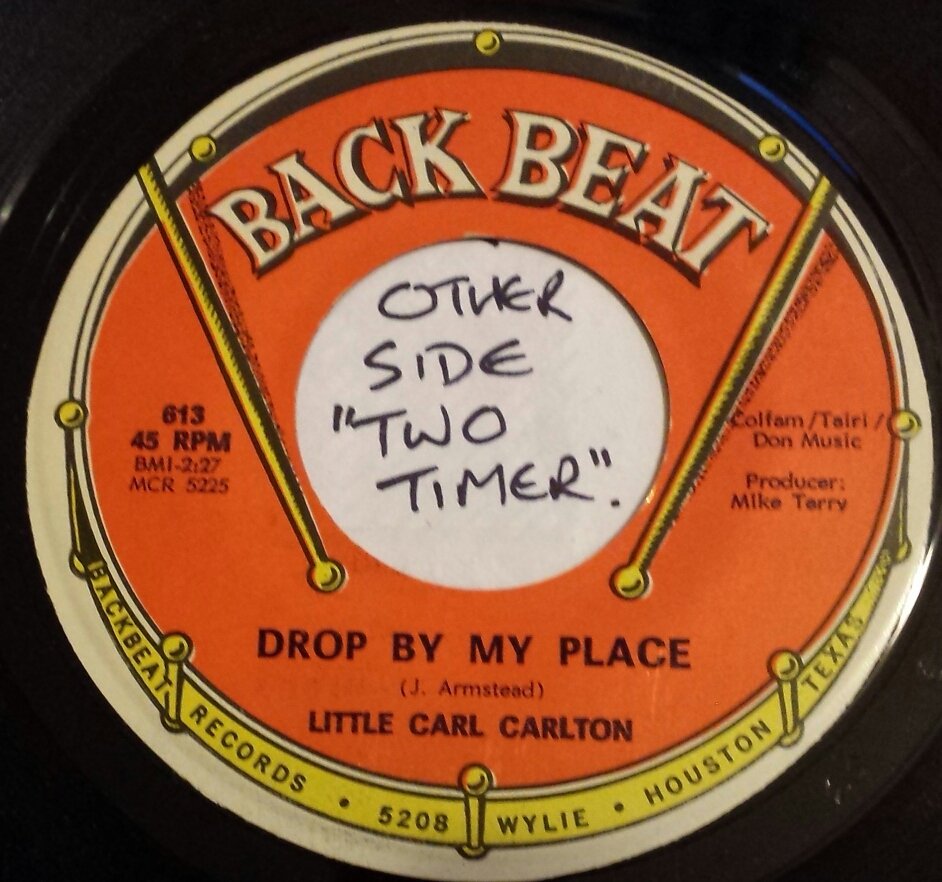 BACK BEAT
OTHER
SIDE
"TWO
TIMER".
613
45 RPM
BMI-2:27
MCR 5225
Colfam/Tairi/
Don Music
Producer:
Mike Terry
DROP BY MY PLACE
(J. Armstead)
LITTLE CARL CARLTON
BACKBEAT RECORDS • 5208 WYLIE • HOUSTON TEXAS